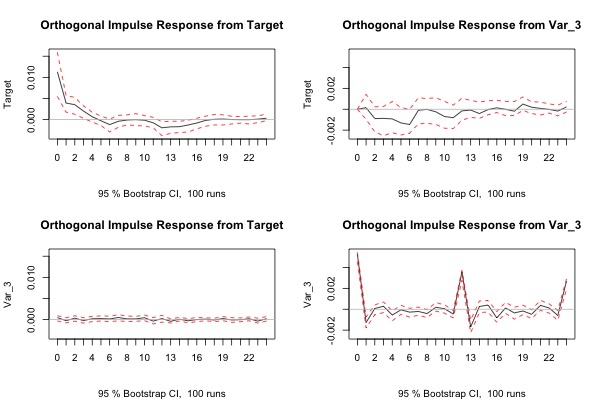 Orthogonal Impulse Response from Target
Target
0.000 0.010
0 2 4 6 8 10 13 16 19 22
95 % Bootstrap CI, 100 runs
Orthogonal Impulse Response from Var_3
Target
-0.002 0.002
0 2 4 6 8 10 13 16 19 22
95 % Bootstrap CI, 100 runs
Orthogonal Impulse Response from Target
Var_3
0.000 0.010
0 2 4 6 8 10 13 16 19 22
95 % Bootstrap CI, 100 runs
Orthogonal Impulse Response from Var_3
Var_3
-0.002 0.002
0 2 4 6 8 10 13 16 19 22
95 % Bootstrap CI, 100 runs